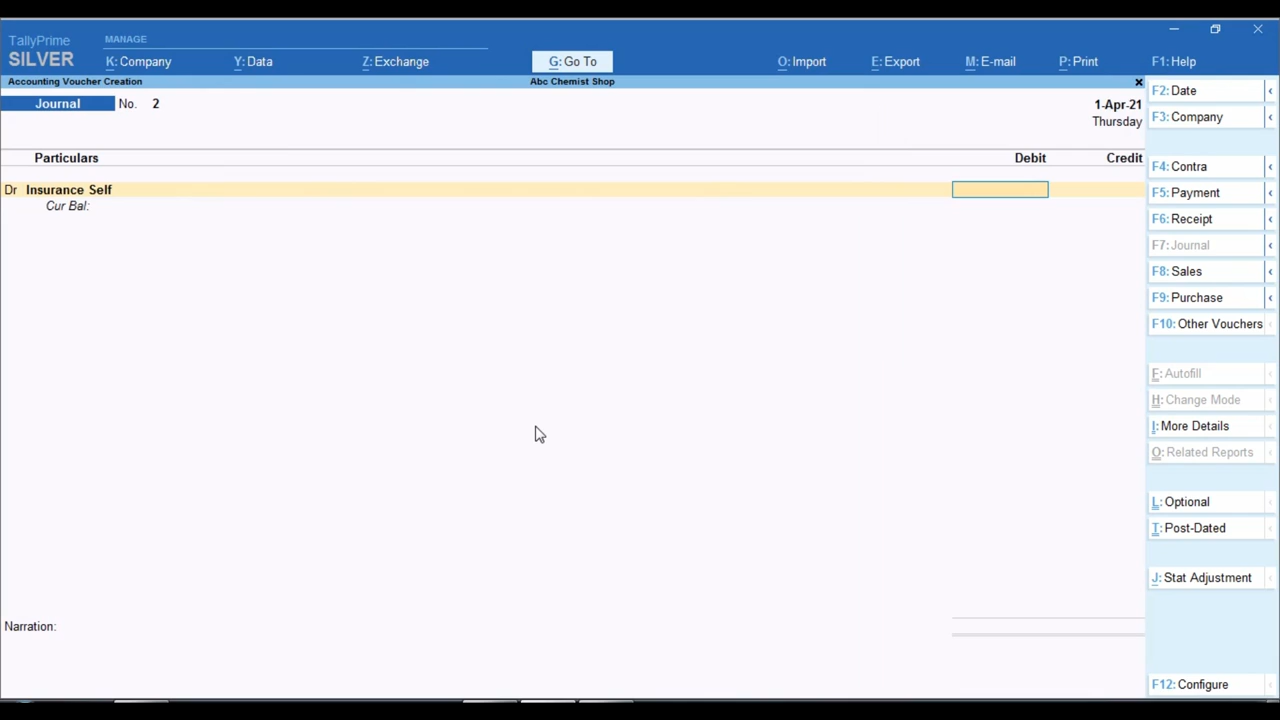 TallyPrime
SILVER
MANAGE
K: Company Y: Data Z: Exchange G: Go To O: Import E: Export M: E-mail P: Print F1: Help
Accounting Voucher Creation Abc Chemist Shop
Journal No. 2 1-Apr-21
Thursday
Particulars Debit Credit
Dr Insurance Self
Cur Bal:
Narration:
F2: Date
F3: Company
F4: Contra
F5: Payment
F6: Receipt
F7: Journal
F8: Sales
F9: Purchase
F10: Other Vouchers
F: Autofill
H: Change Mode
I: More Details
O: Related Reports
L: Optional
T: Post-Dated
J: Stat Adjustment
F12: Configure